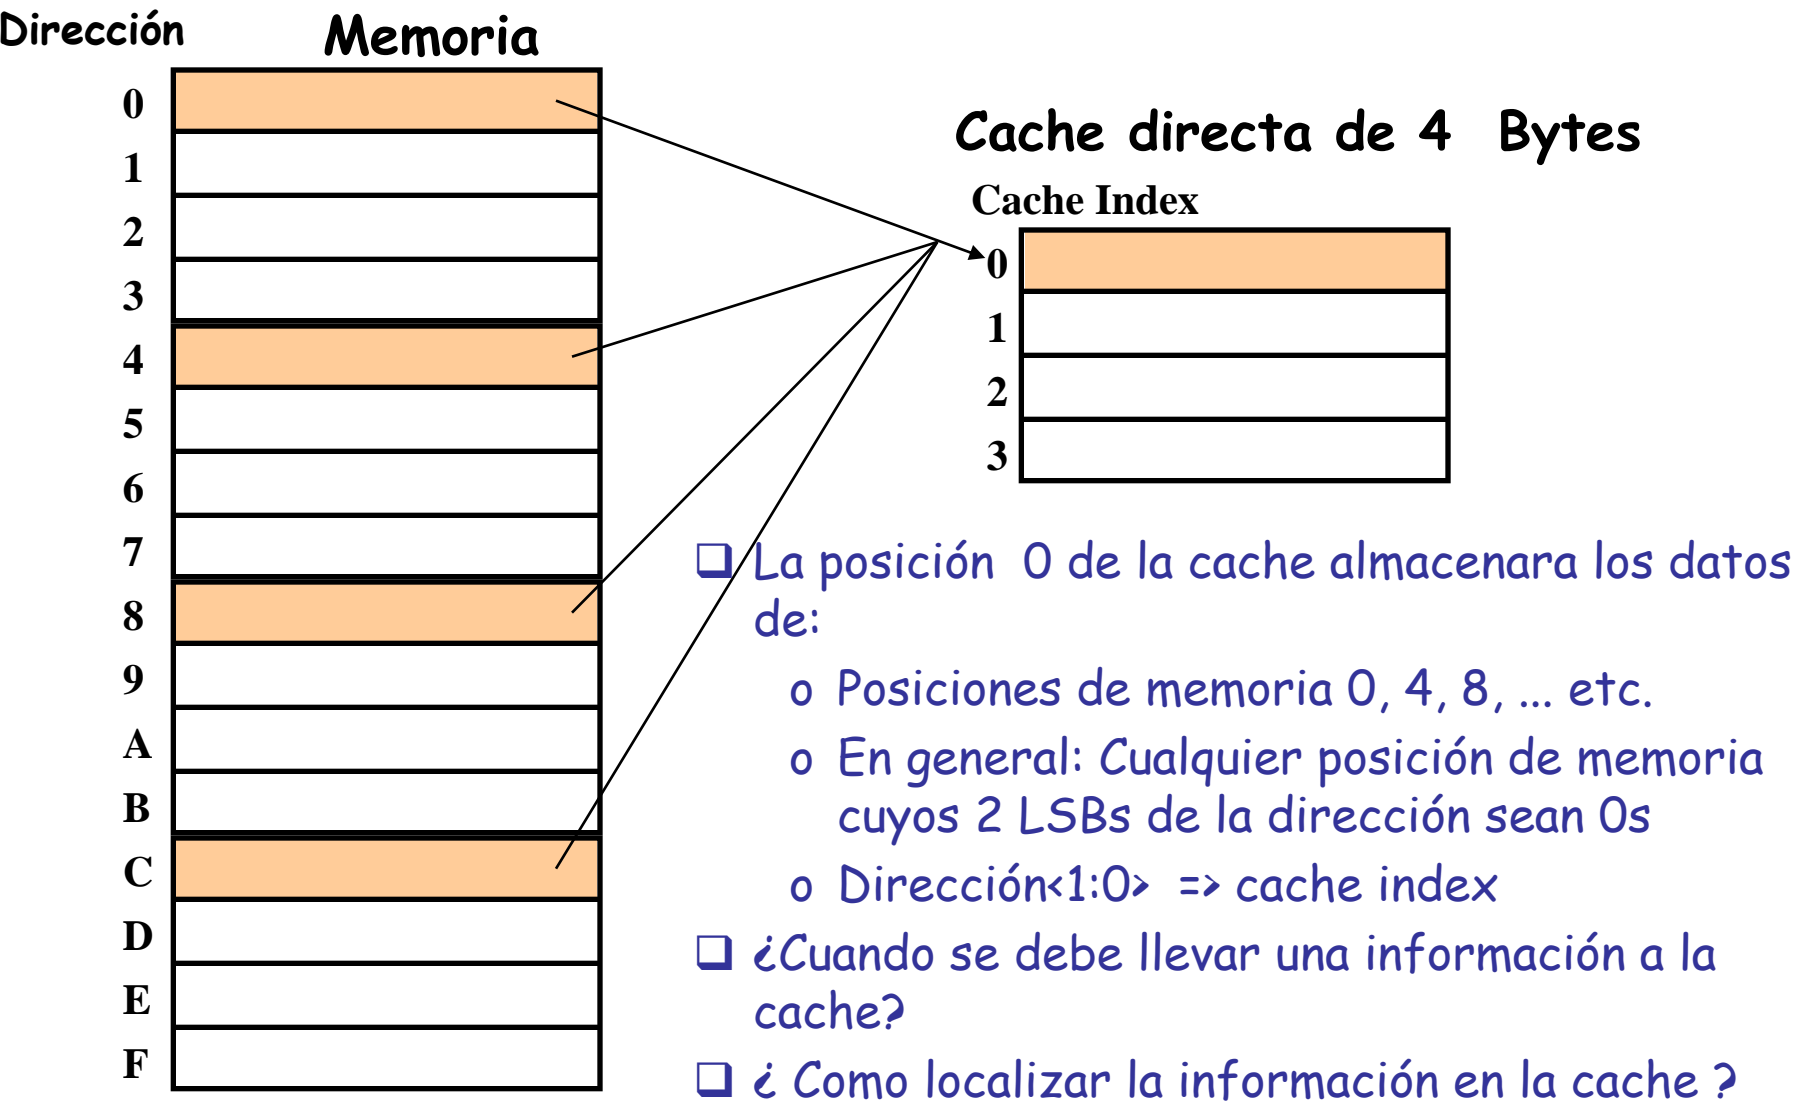 Dirección
Memoria
0
1
2
3
4
5
6
7
8
9
A
B
C
D
E
F
Cache directa de 4 Bytes
Cache Index
0
1
2
3
La posición 0 de la cache almacenara los datos
de:
o Posiciones de memoria 0, 4, 8, ... etc.
o En general: Cualquier posición de memoria
cuyos 2 LSBs de la dirección sean 0s
o Dirección<1:0> => cache index
¿Cuando se debe llevar una información a la
cache?
¿ Como localizar la información en la cache ?